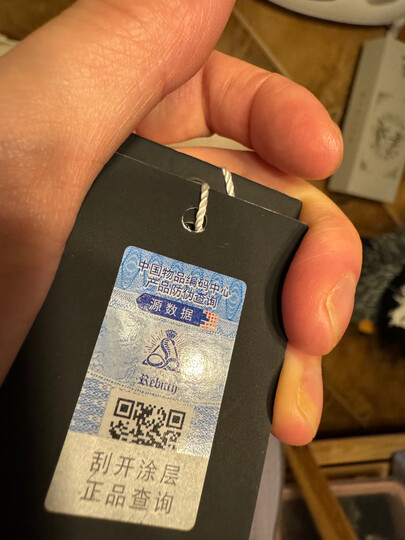 中国物品编码中心
产品防伪查询
源数据
刮开涂层
正品查询